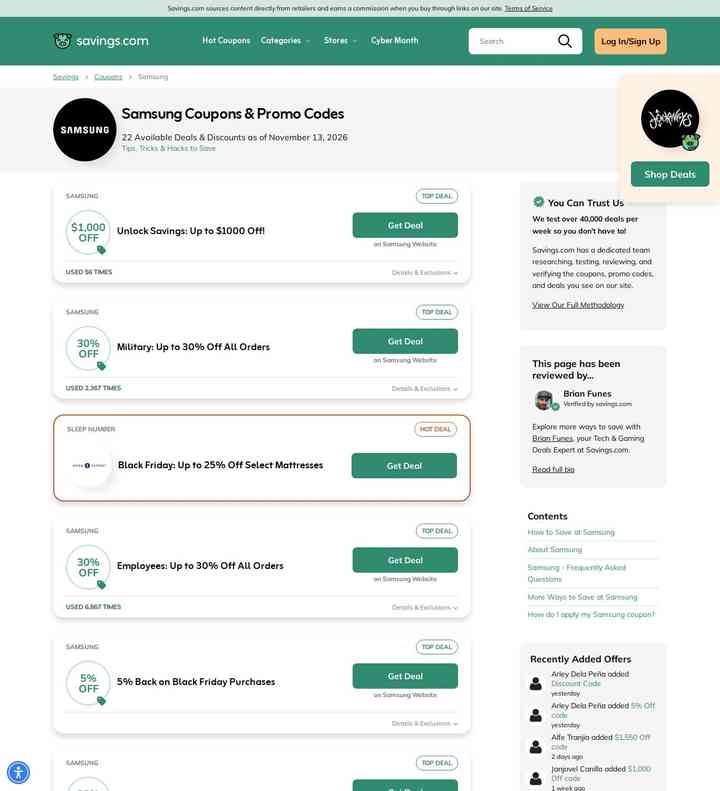 Savings.com sources content directly from retailers and earns a commission when you buy through links on our site. Terms of Service
savings.com
Hot Coupons Categories Stores Cyber Month
Search
Log In/Sign Up
Savings > Coupons > Samsung
SAMSUNG
Samsung Coupons & Promo Codes
22 Available Deals & Discounts as of November 13, 2026
Tips, Tricks & Hacks to Save
Journeys
Shop Deals
SAMSUNG
TOP DEAL
$1,000
OFF
Unlock Savings: Up to $1000 Off!
Get Deal
on Samsung Website
USED 56 TIMES
Details & Exclusions
SAMSUNG
TOP DEAL
30%
OFF
Military: Up to 30% Off All Orders
Get Deal
on Samsung Website
USED 2,367 TIMES
Details & Exclusions
SLEEP NUMBER
HOT DEAL
Black Friday: Up to 25% Off Select Mattresses
Get Deal
SAMSUNG
TOP DEAL
30%
OFF
Employees: Up to 30% Off All Orders
Get Deal
on Samsung Website
USED 6,867 TIMES
Details & Exclusions
SAMSUNG
TOP DEAL
5%
OFF
5% Back on Black Friday Purchases
Get Deal
on Samsung Website
Details & Exclusions
SAMSUNG
TOP DEAL
You Can Trust Us
We test over 40,000 deals per
week so you don't have to!
Savings.com has a dedicated team
researching, testing, reviewing, and
verifying the coupons, promo codes,
and deals you see on our site.
View Our Full Methodology
This page has been
reviewed by...
Brian Funes
Verified by savings.com
Explore more ways to save with
Brian Funes, your Tech & Gaming
Deals Expert at Savings.com.
Read full bio
Contents
How to Save at Samsung
About Samsung
Samsung - Frequently Asked
Questions
More Ways to Save at Samsung
How do I apply my Samsung coupon?
Recently Added Offers
Arley Dela Peña added
Discount Code
yesterday
Arley Dela Peña added 5% Off
code
yesterday
Alfe Tranjia added $1,550 Off
code
2 days ago
Janjovel Canilla added $1,000
Off code
1 week ago